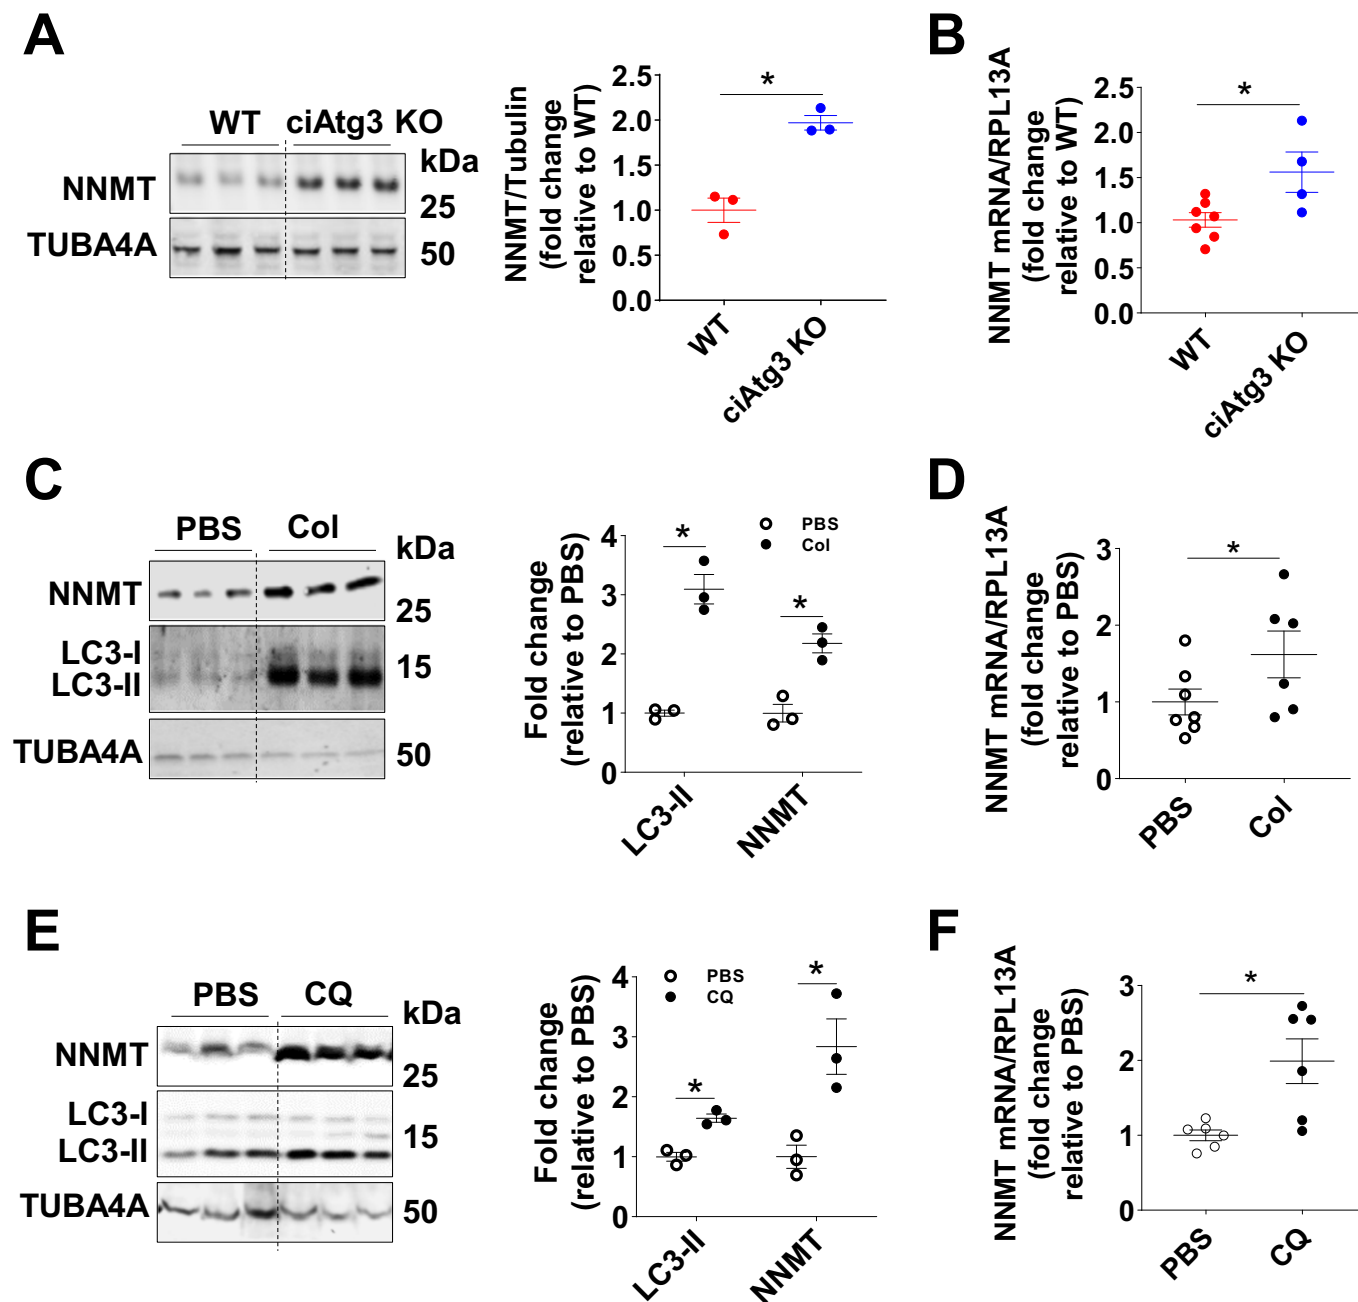 A
WT ciAtg3 KO
kDa
NNMT
25
TUBA4A
50
NNMT/Tubulin
(fold change
relative to WT)
2.5
2.0
1.5
1.0
0.5
0.0
*
WT
ciAtg3 KO
B
NNMT mRNA/RPL13A
(fold change
relative to WT)
2.5
2.0
1.5
1.0
0.5
0.0
*
WT
ciAtg3 KO
C
PBS Col
kDa
NNMT
25
LC3-I
LC3-II
15
TUBA4A
50
Fold change
(relative to PBS)
4
3
2
1
0
PBS
Col
*
*
LC3-II
NNMT
D
NNMT mRNA/RPL13A
(fold change
relative to PBS)
3
2
1
0
*
PBS
Col
E
PBS CQ
kDa
NNMT
25
LC3-I
15
LC3-II
TUBA4A
50
Fold change
(relative to PBS)
4
3
2
1
0
PBS
CQ
*
*
LC3-II
NNMT
F
NNMT mRNA/RPL13A
(fold change
relative to PBS)
3
2
1
0
*
PBS
CQ